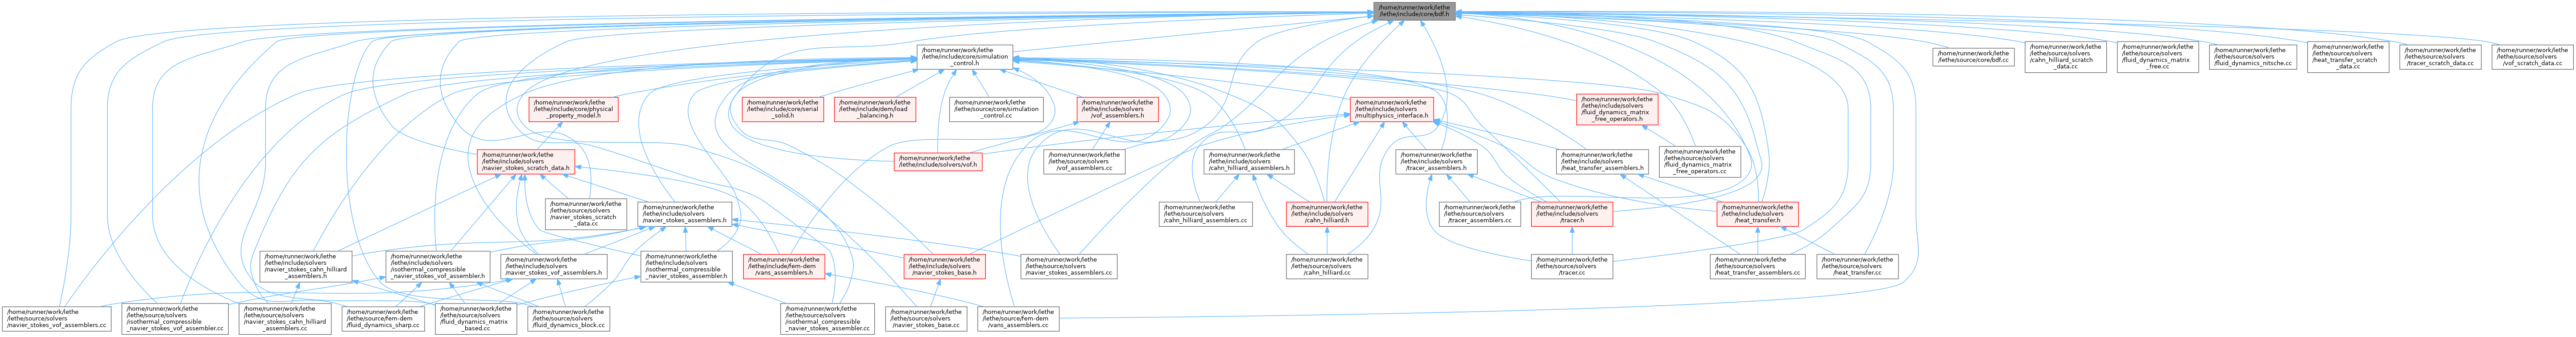 /home/runner/work/lethe
/lethe/include/core/bdf.h
/home/runner/work/lethe
/lethe/include/core/simulation
_control.h
/home/runner/work/lethe
/lethe/source/core/bdf.cc
/home/runner/work/lethe
/lethe/source/solvers
/cahn_hilliard_scratch
_data.cc
/home/runner/work/lethe
/lethe/source/solvers
/fluid_dynamics_matrix
_free.cc
/home/runner/work/lethe
/lethe/source/solvers
/fluid_dynamics_nitsche.cc
/home/runner/work/lethe
/lethe/source/solvers
/heat_transfer_scratch
_data.cc
/home/runner/work/lethe
/lethe/source/solvers
/tracer_scratch_data.cc
/home/runner/work/lethe
/lethe/source/solvers
/vof_scratch_data.cc
/home/runner/work/lethe
/lethe/include/core/physical
_property_model.h
/home/runner/work/lethe
/lethe/include/core/serial
_solid.h
/home/runner/work/lethe
/lethe/include/dem/load
_balancing.h
/home/runner/work/lethe
/lethe/source/core/simulation
_control.cc
/home/runner/work/lethe
/lethe/include/solvers
/vof_assemblers.h
/home/runner/work/lethe
/lethe/include/solvers
/multiphysics_interface.h
/home/runner/work/lethe
/lethe/include/solvers
/fluid_dynamics_matrix
_free_operators.h
/home/runner/work/lethe
/lethe/include/solvers
/navier_stokes_scratch_data.h
/home/runner/work/lethe
/lethe/include/solvers/vof.h
/home/runner/work/lethe
/lethe/source/solvers
/vof_assemblers.cc
/home/runner/work/lethe
/lethe/include/solvers
/cahn_hilliard_assemblers.h
/home/runner/work/lethe
/lethe/include/solvers
/tracer_assemblers.h
/home/runner/work/lethe
/lethe/include/solvers
/heat_transfer_assemblers.h
/home/runner/work/lethe
/lethe/source/solvers
/fluid_dynamics_matrix
_free_operators.cc
/home/runner/work/lethe
/lethe/source/solvers
/navier_stokes_scratch
_data.cc
/home/runner/work/lethe
/lethe/include/solvers
/navier_stokes_assemblers.h
/home/runner/work/lethe
/lethe/source/solvers
/cahn_hilliard_assemblers.cc
/home/runner/work/lethe
/lethe/include/solvers
/cahn_hilliard.h
/home/runner/work/lethe
/lethe/source/solvers
/tracer_assemblers.cc
/home/runner/work/lethe
/lethe/include/solvers
/tracer.h
/home/runner/work/lethe
/lethe/include/solvers
/heat_transfer.h
/home/runner/work/lethe
/lethe/include/solvers
/navier_stokes_cahn_hilliard
_assemblers.h
/home/runner/work/lethe
/lethe/include/solvers
/isothermal_compressible
_navier_stokes_vof_assembler.h
/home/runner/work/lethe
/lethe/include/solvers
/navier_stokes_vof_assemblers.h
/home/runner/work/lethe
/lethe/include/solvers
/isothermal_compressible
_navier_stokes_assembler.h
/home/runner/work/lethe
/lethe/include/fem-dem
/vans_assemblers.h
/home/runner/work/lethe
/lethe/include/solvers
/navier_stokes_base.h
/home/runner/work/lethe
/lethe/source/solvers
/navier_stokes_assemblers.cc
/home/runner/work/lethe
/lethe/source/solvers
/cahn_hilliard.cc
/home/runner/work/lethe
/lethe/source/solvers
/tracer.cc
/home/runner/work/lethe
/lethe/source/solvers
/heat_transfer_assemblers.cc
/home/runner/work/lethe
/lethe/source/solvers
/heat_transfer.cc
/home/runner/work/lethe
/lethe/source/solvers
/navier_stokes_vof_assemblers.cc
/home/runner/work/lethe
/lethe/source/solvers
/isothermal_compressible
_navier_stokes_vof_assembler.cc
/home/runner/work/lethe
/lethe/source/solvers
/navier_stokes_cahn_hilliard
_assemblers.cc
/home/runner/work/lethe
/lethe/source/fem-dem
/fluid_dynamics_sharp.cc
/home/runner/work/lethe
/lethe/source/solvers
/fluid_dynamics_matrix
_based.cc
/home/runner/work/lethe
/lethe/source/solvers
/fluid_dynamics_block.cc
/home/runner/work/lethe
/lethe/source/solvers
/isothermal_compressible
_navier_stokes_assembler.cc
/home/runner/work/lethe
/lethe/source/solvers
/navier_stokes_base.cc
/home/runner/work/lethe
/lethe/source/fem-dem
/vans_assemblers.cc